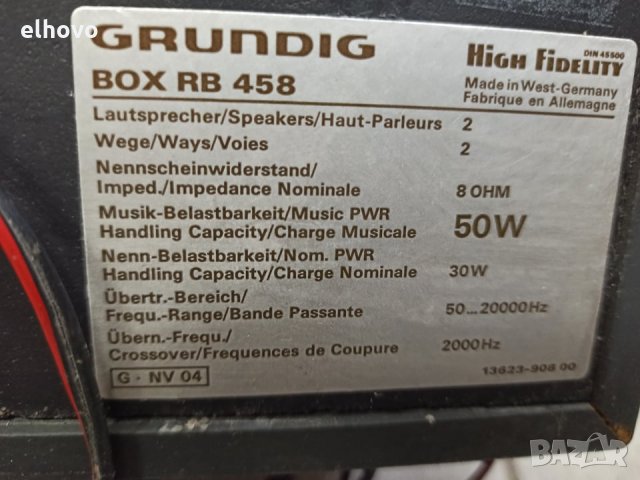 elhovo
GRUNDIG
BOX RB 458
DIN 45500
HIGH FIDELITY
Made in West-Germany
Fabrique en Allemagne
Lautsprecher/Speakers/Haut-Parleurs 2
Wege/Ways/Voies 2
Nennscheinwiderstand/
Imped./Impedance Nominale 8 OHM
Musik-Belastbarkeit/Music PWR
Handling Capacity/Charge Musicale 50W
Nenn-Belastbarkeit/Nom. PWR
Handling Capacity/Charge Nominale 30W
Übertr.-Bereich/
Frequ.-Range/Bande Passante 50...20000Hz
Übern.-Frequ./
Crossover/Frequences de Coupure 2000Hz
G · NV 04
13623-906 00
BAZAR